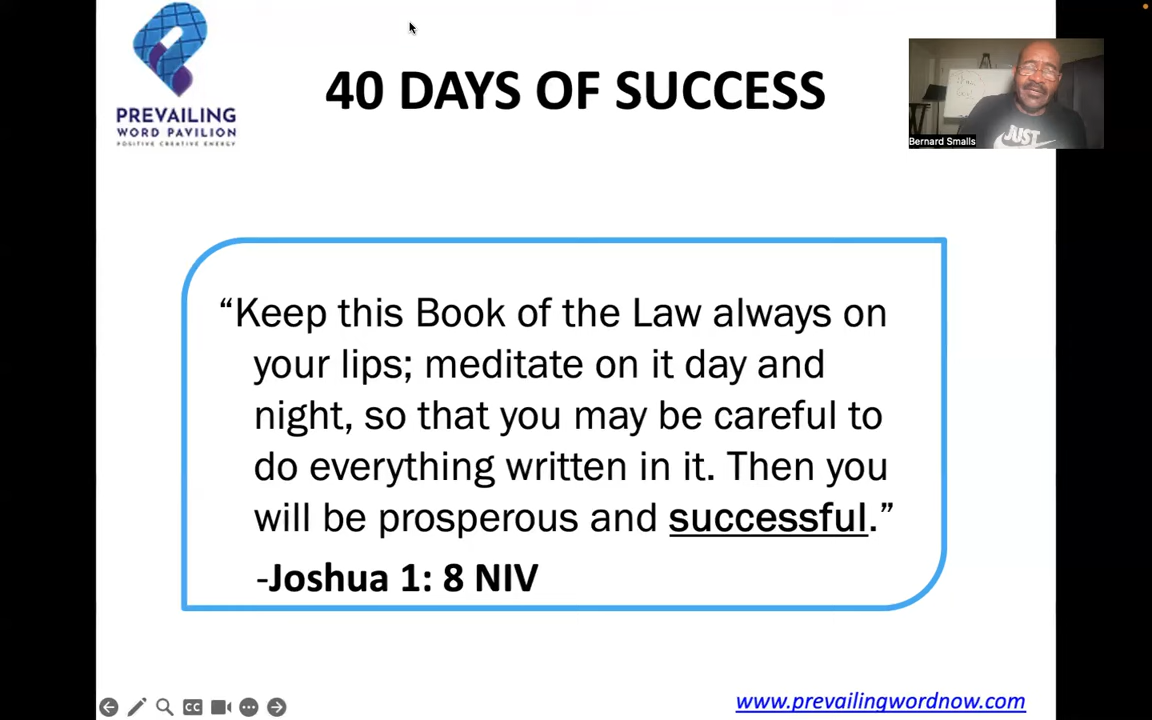 PREVAILING
WORD PAVILION
POSITIVE CREATIVE ENERGY
40 DAYS OF SUCCESS
Bernard Smalls
JUST
“Keep this Book of the Law always on
your lips; meditate on it day and
night, so that you may be careful to
do everything written in it. Then you
will be prosperous and successful.”
-Joshua 1: 8 NIV
CC
www.prevailingwordnow.com